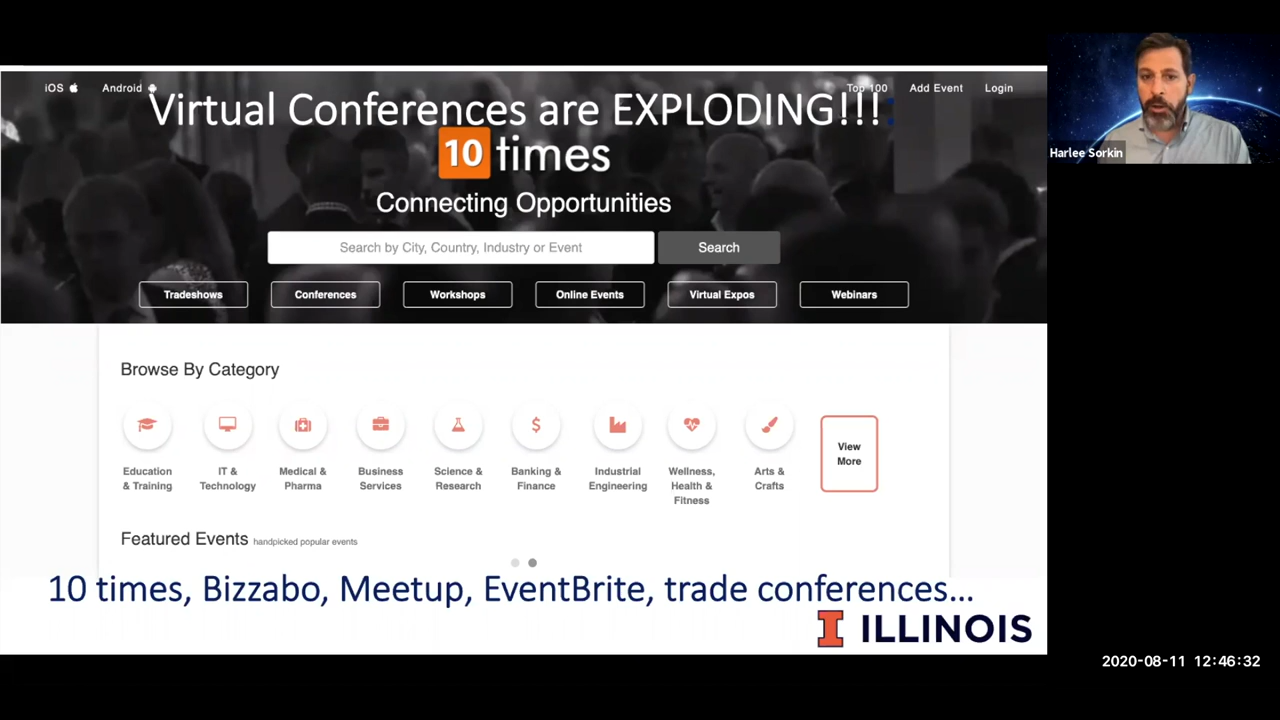 iOS Android Top 100 Add Event Login
Virtual Conferences are EXPLODING!!!:
10 times
Connecting Opportunities
Search by City, Country, Industry or Event Search
Tradeshows Conferences Workshops Online Events Virtual Expos Webinars
Browse By Category
Education
& Training
IT &
Technology
Medical &
Pharma
Business
Services
Science &
Research
Banking &
Finance
Industrial
Engineering
Wellness,
Health &
Fitness
Arts &
Crafts
View
More
Featured Events handpicked popular events
10 times, Bizzabo, Meetup, EventBrite, trade conferences...
I ILLINOIS
Harlee Sorkin
2020-08-11 12:46:32